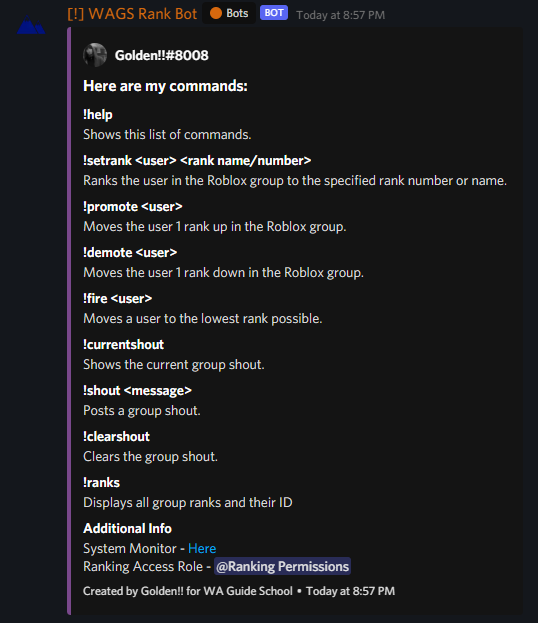 [!] WAGS Rank Bot Bots BOT Today at 8:57 PM
Golden!!#8008
Here are my commands:
!help
Shows this list of commands.
!setrank <user> <rank name/number>
Ranks the user in the Roblox group to the specified rank number or name.
!promote <user>
Moves the user 1 rank up in the Roblox group.
!demote <user>
Moves the user 1 rank down in the Roblox group.
!fire <user>
Moves a user to the lowest rank possible.
!currentshout
Shows the current group shout.
!shout <message>
Posts a group shout.
!clearshout
Clears the group shout.
!ranks
Displays all group ranks and their ID
Additional Info
System Monitor - Here
Ranking Access Role - @Ranking Permissions
Created by Golden!! for WA Guide School • Today at 8:57 PM